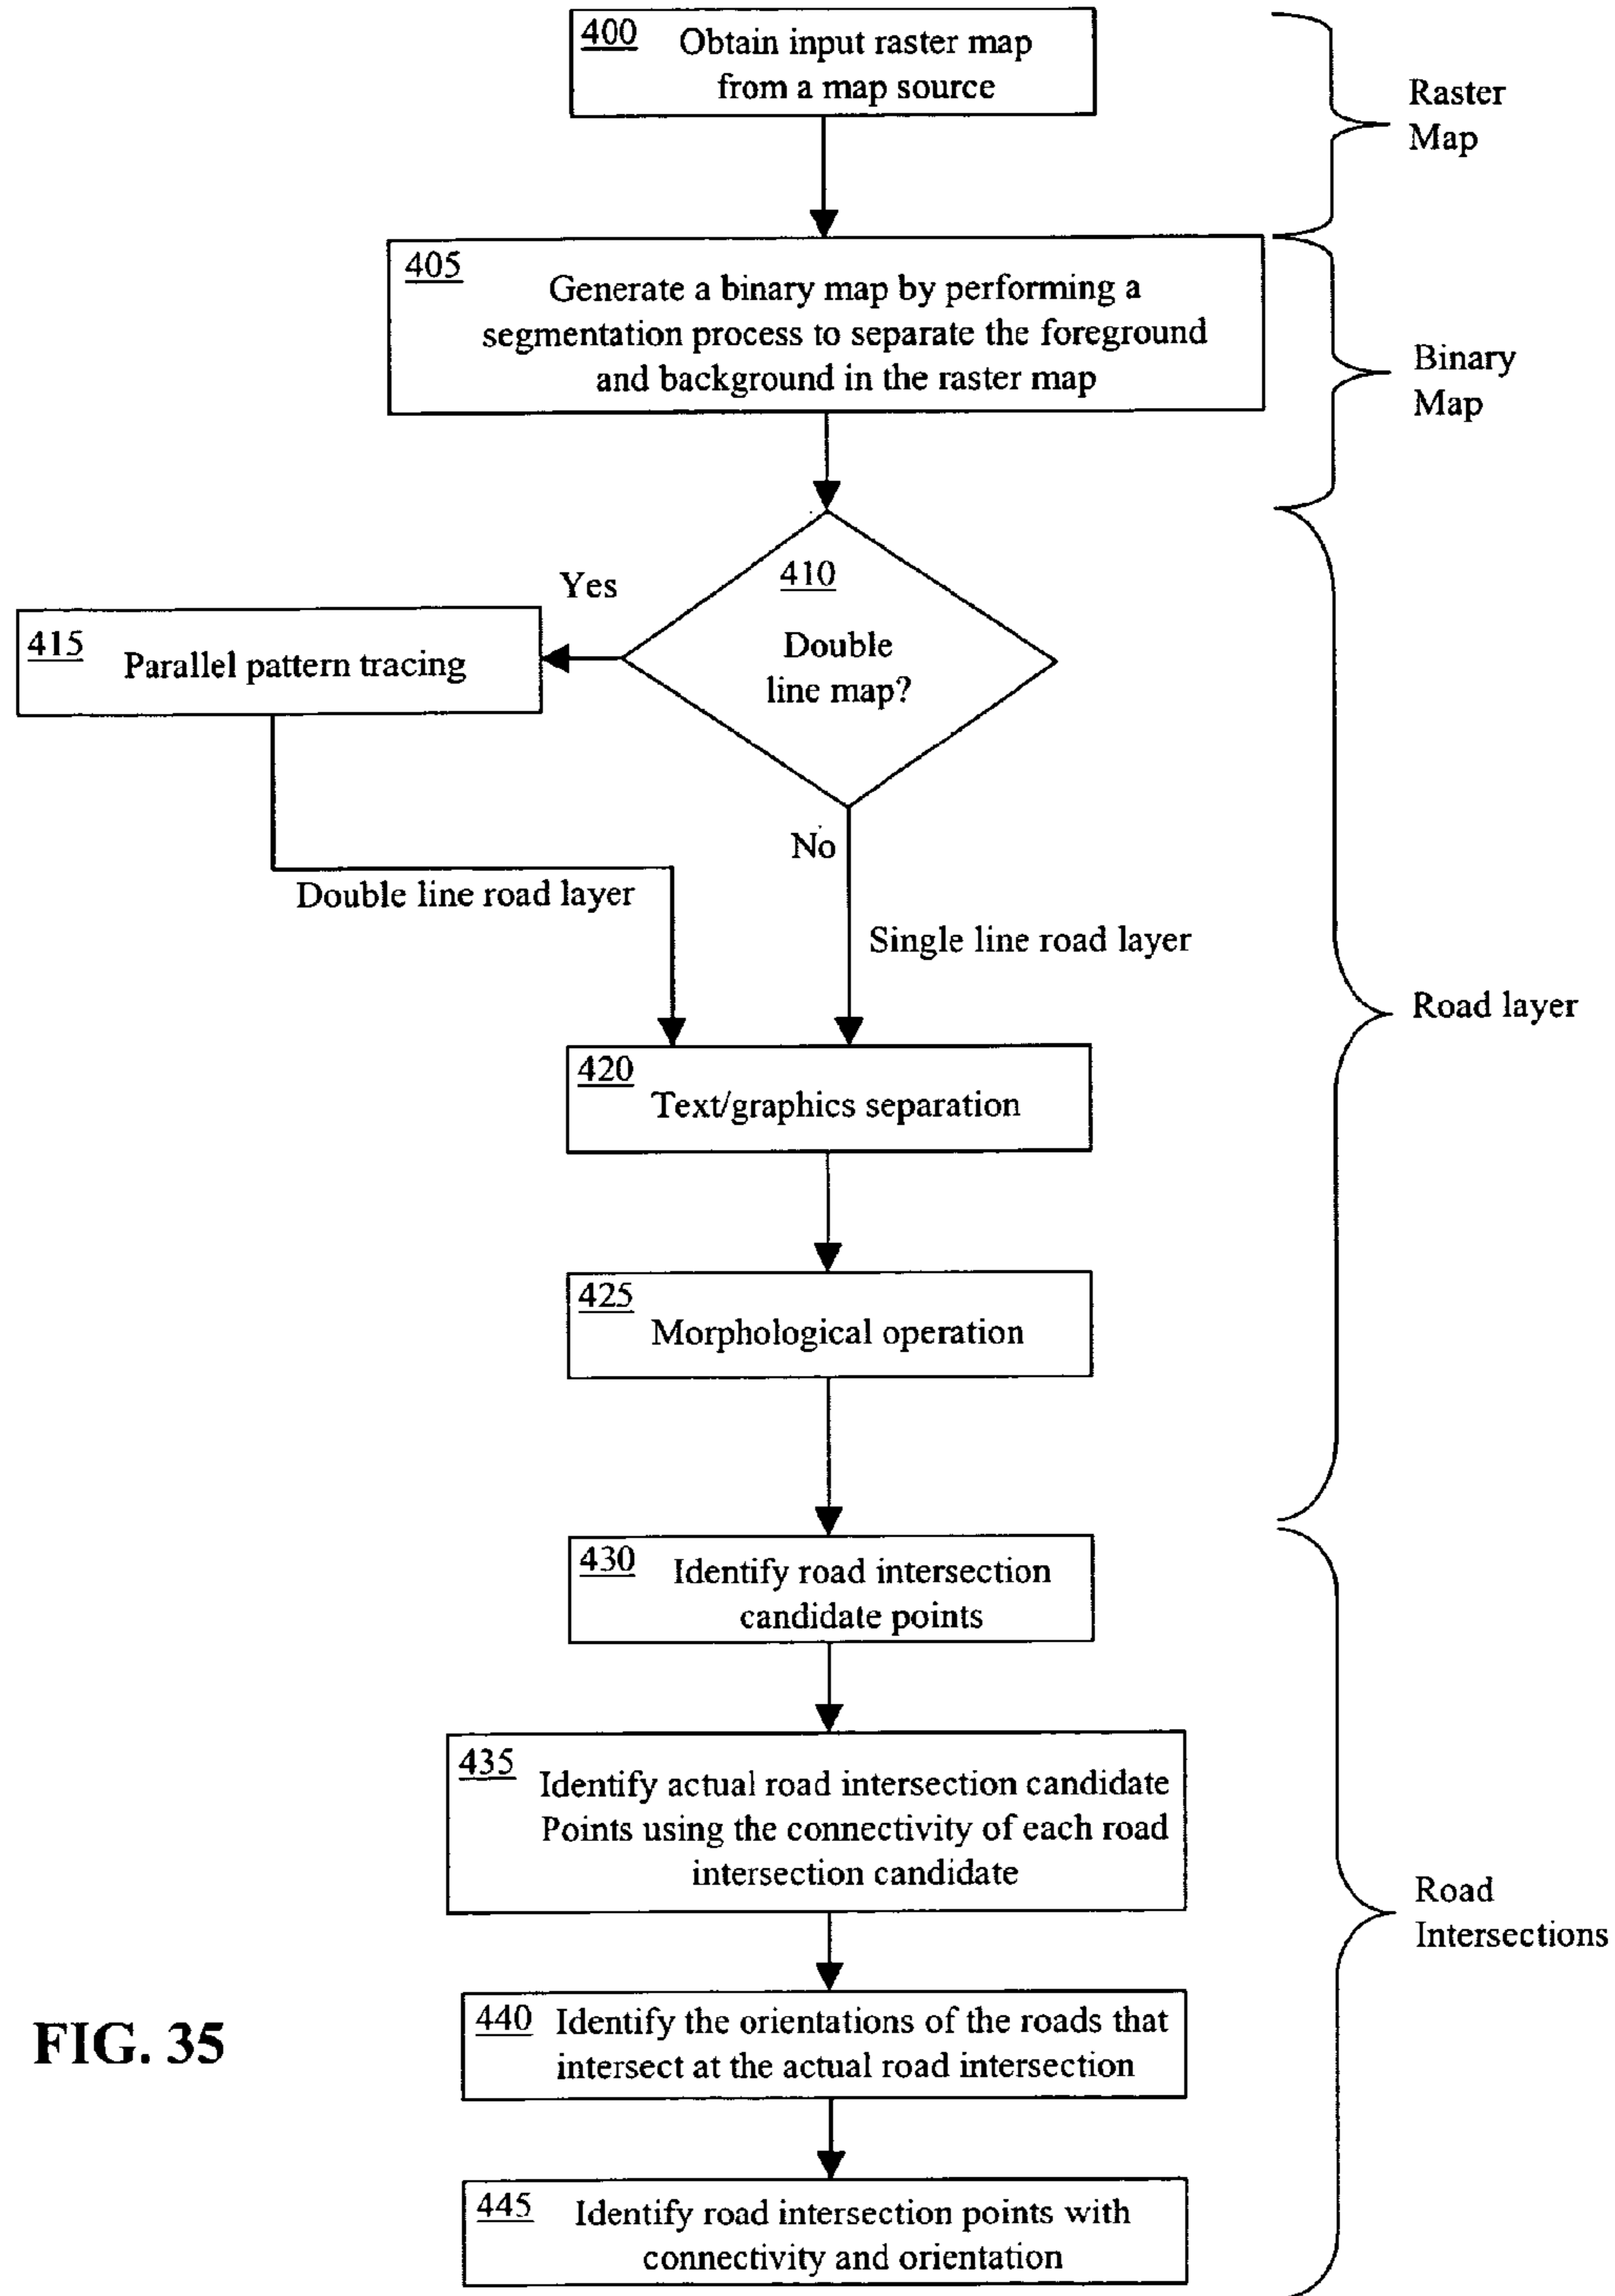 400 Obtain input raster map
from a map source
Raster
Map
405
Generate a binary map by performing a
segmentation process to separate the foreground
and background in the raster map
Binary
Map
410
Double
line map?
Yes
415 Parallel pattern tracing
No
Double line road layer
Single line road layer
Road layer
420
Text/graphics separation
425
Morphological operation
430 Identify road intersection
candidate points
435 Identify actual road intersection candidate
Points using the connectivity of each road
intersection candidate
Road
Intersections
440 Identify the orientations of the roads that
intersect at the actual road intersection
FIG. 35
445 Identify road intersection points with
connectivity and orientation